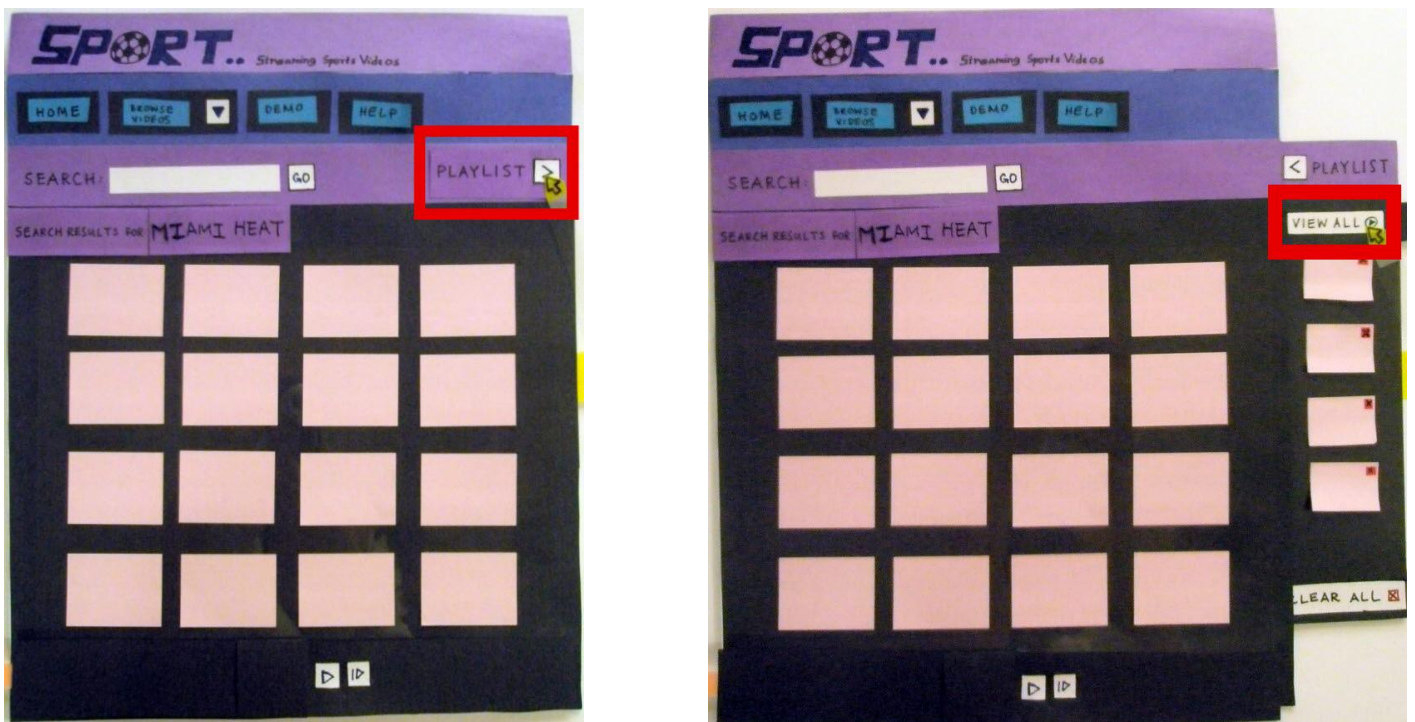 SPORT..
Streaming Sports Videos
HOME
BROWSE VIDEOS
DEMO
HELP
SEARCH:
GO
PLAYLIST >
SEARCH RESULTS FOR MIAMI HEAT
SPORT..
Streaming Sports Videos
HOME
BROWSE VIDEOS
DEMO
HELP
SEARCH:
GO
< PLAYLIST
SEARCH RESULTS FOR MIAMI HEAT
VIEW ALL
CLEAR ALL